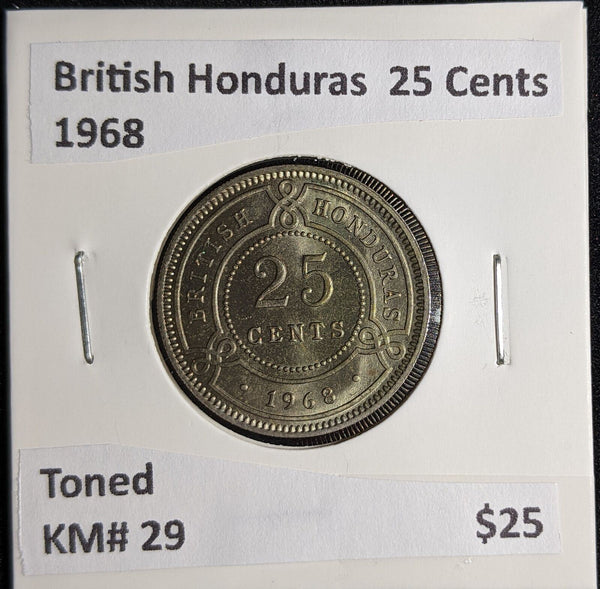 British Honduras 25 Cents
1968
BRITISH HONDURAS
25
CENTS
1968
Toned
KM# 29 $25